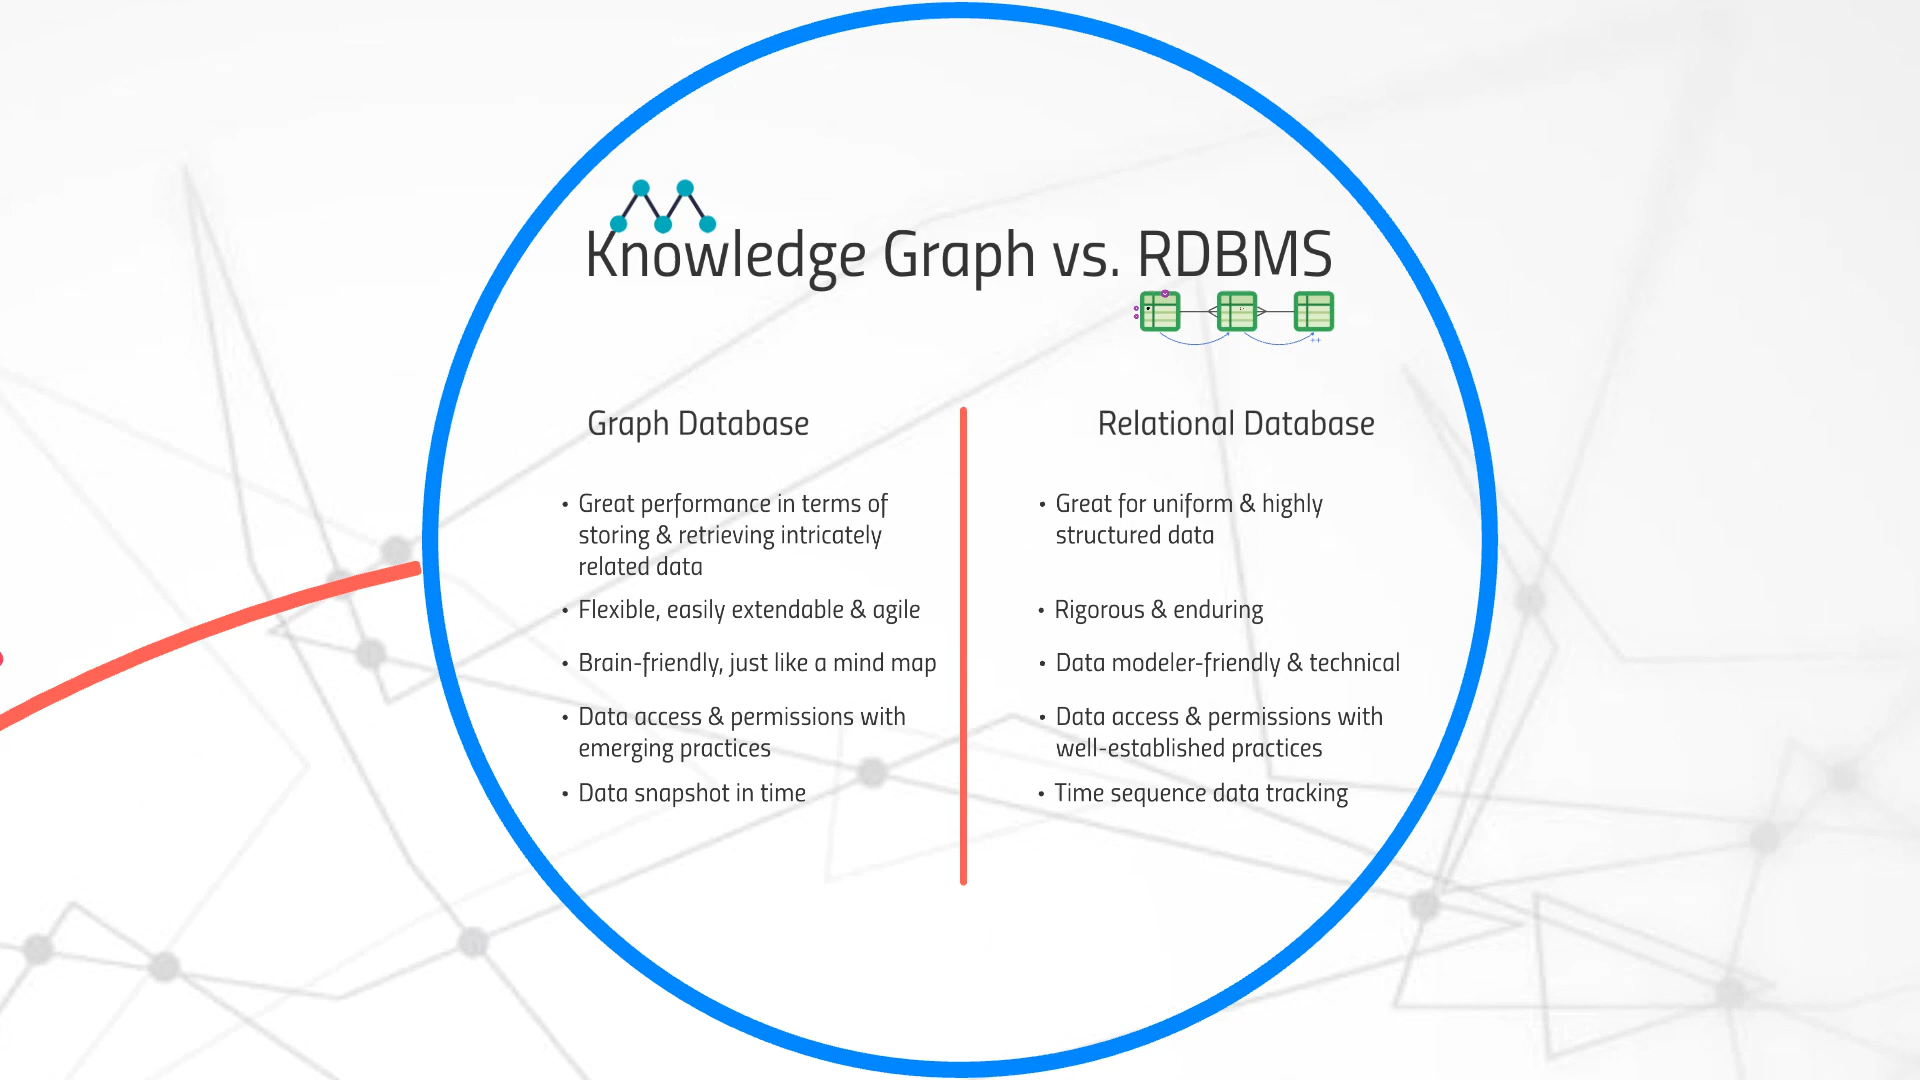 Knowledge Graph vs. RDBMS
Graph Database
• Great performance in terms of
storing & retrieving intricately
related data
• Flexible, easily extendable & agile
• Brain-friendly, just like a mind map
• Data access & permissions with
emerging practices
• Data snapshot in time
Relational Database
• Great for uniform & highly
structured data
• Rigorous & enduring
• Data modeler-friendly & technical
• Data access & permissions with
well-established practices
• Time sequence data tracking